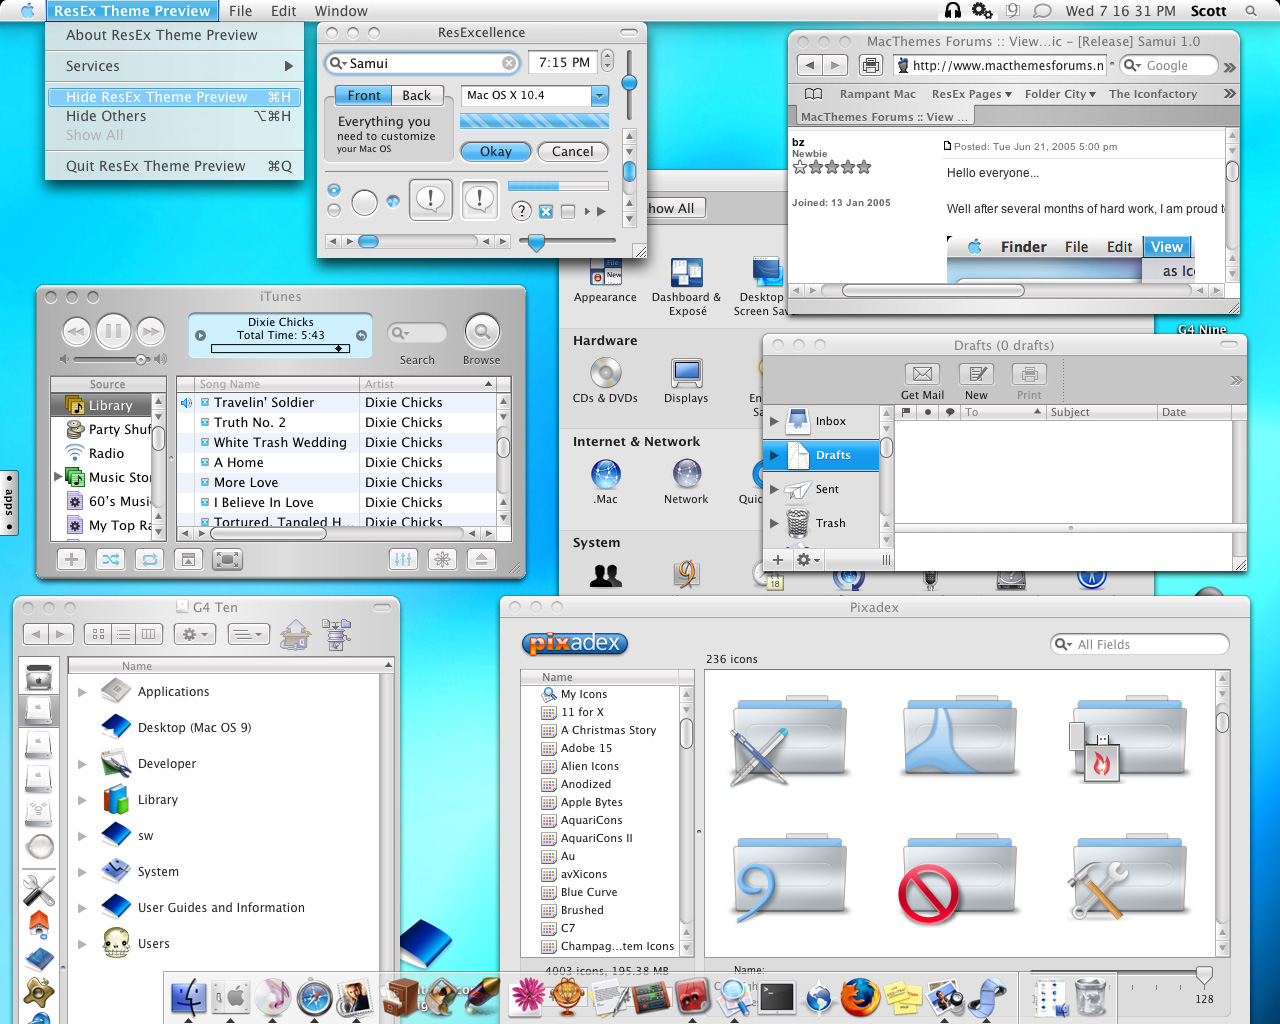 ResEx Theme Preview File Edit Window
Wed 7 16 31 PM Scott
About ResEx Theme Preview
Services
Hide ResEx Theme Preview ⌘H
Hide Others ⌥⌘H
Show All
Quit ResEx Theme Preview ⌘Q
ResExcellence
Samui
7:15 PM
Front Back
Mac OS X 10.4
Everything you
need to customize
your Mac OS
Okay Cancel
MacThemes Forums :: View...ic – [Release] Samui 1.0
http://www.macthemesforums.n
Google
Rampant Mac ResEx Pages Folder City The Iconfactory
MacThemes Forums :: View ...
bz
Newbie
Joined: 13 Jan 2005
Posted: Tue Jun 21, 2005 5:00 pm
Hello everyone...
Well after several months of hard work, I am proud t
Finder File Edit View
as Ic
how All
Appearance
Dashboard &
Exposé
Desktop
Screen Sav
Hardware
CDs & DVDs
Displays
En
S
Internet & Network
.Mac
Network
Quic
System
18
G4 Nine
iTunes
Dixie Chicks
Total Time: 5:43
Search
Browse
Source
Song Name Artist
Library
Party Shuf
Radio
Music Sto
60's Musi
My Top Ra
Travelin' Soldier Dixie Chicks
Truth No. 2 Dixie Chicks
White Trash Wedding Dixie Chicks
A Home Dixie Chicks
More Love Dixie Chicks
I Believe In Love Dixie Chicks
Tortured, Tangled H... Dixie Chicks
• apps •
Drafts (0 drafts)
Get Mail New Print
To Subject Date
Inbox
Drafts
Sent
Trash
G4 Ten
Name
Applications
Desktop (Mac OS 9)
Developer
Library
sw
System
User Guides and Information
Users
Pixadex
pixadex
236 icons
All Fields
Name
My Icons
11 for X
A Christmas Story
Adobe 15
Alien Icons
Anodized
Apple Bytes
AquariCons
AquariCons II
Au
avXicons
Blue Curve
Brushed
C7
Champag...tem Icons
4003 icons, 195.38 MB
Name:
128